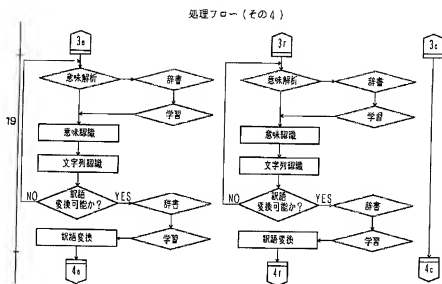 処理フロー(その4)
3e
3f
3c
意味解析
辞書
学習
意味認識
文字列認識
訳語
変換可能か?
NO
YES
辞書
学習
訳語変換
4e
意味解析
辞書
学習
意味認識
文字列認識
訳語
変換可能か?
NO
YES
辞書
学習
訳語変換
4f
4c
19